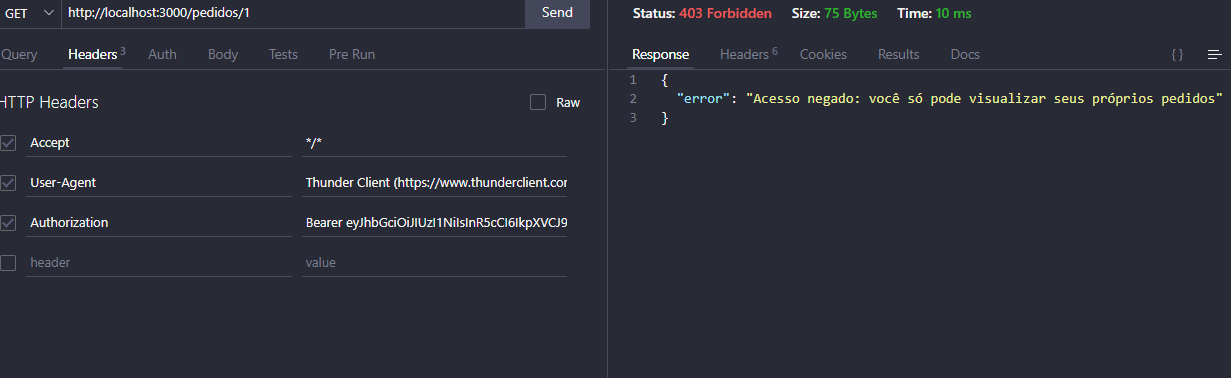 GET http://localhost:3000/pedidos/1 Send
Query Headers 3 Auth Body Tests Pre Run
HTTP Headers Raw
Accept */*
User-Agent Thunder Client (https://www.thunderclient.con
Authorization Bearer eyJhbGciOiJIUzI1NiIsInR5cCI6IkpXVCJ9
header value
Status: 403 Forbidden Size: 75 Bytes Time: 10 ms
Response Headers 6 Cookies Results Docs { }
1 {
2 "error": "Acesso negado: você só pode visualizar seus próprios pedidos"
3 }